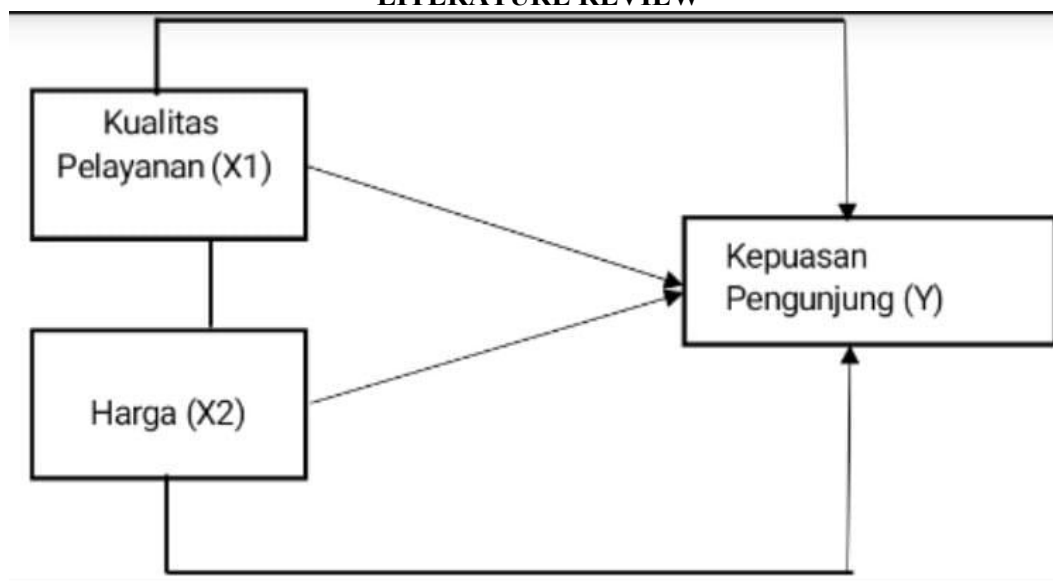 LITERATURE REVIEW
Kualitas
Pelayanan (X1)
Kepuasan
Pengunjung (Y)
Harga (X2)